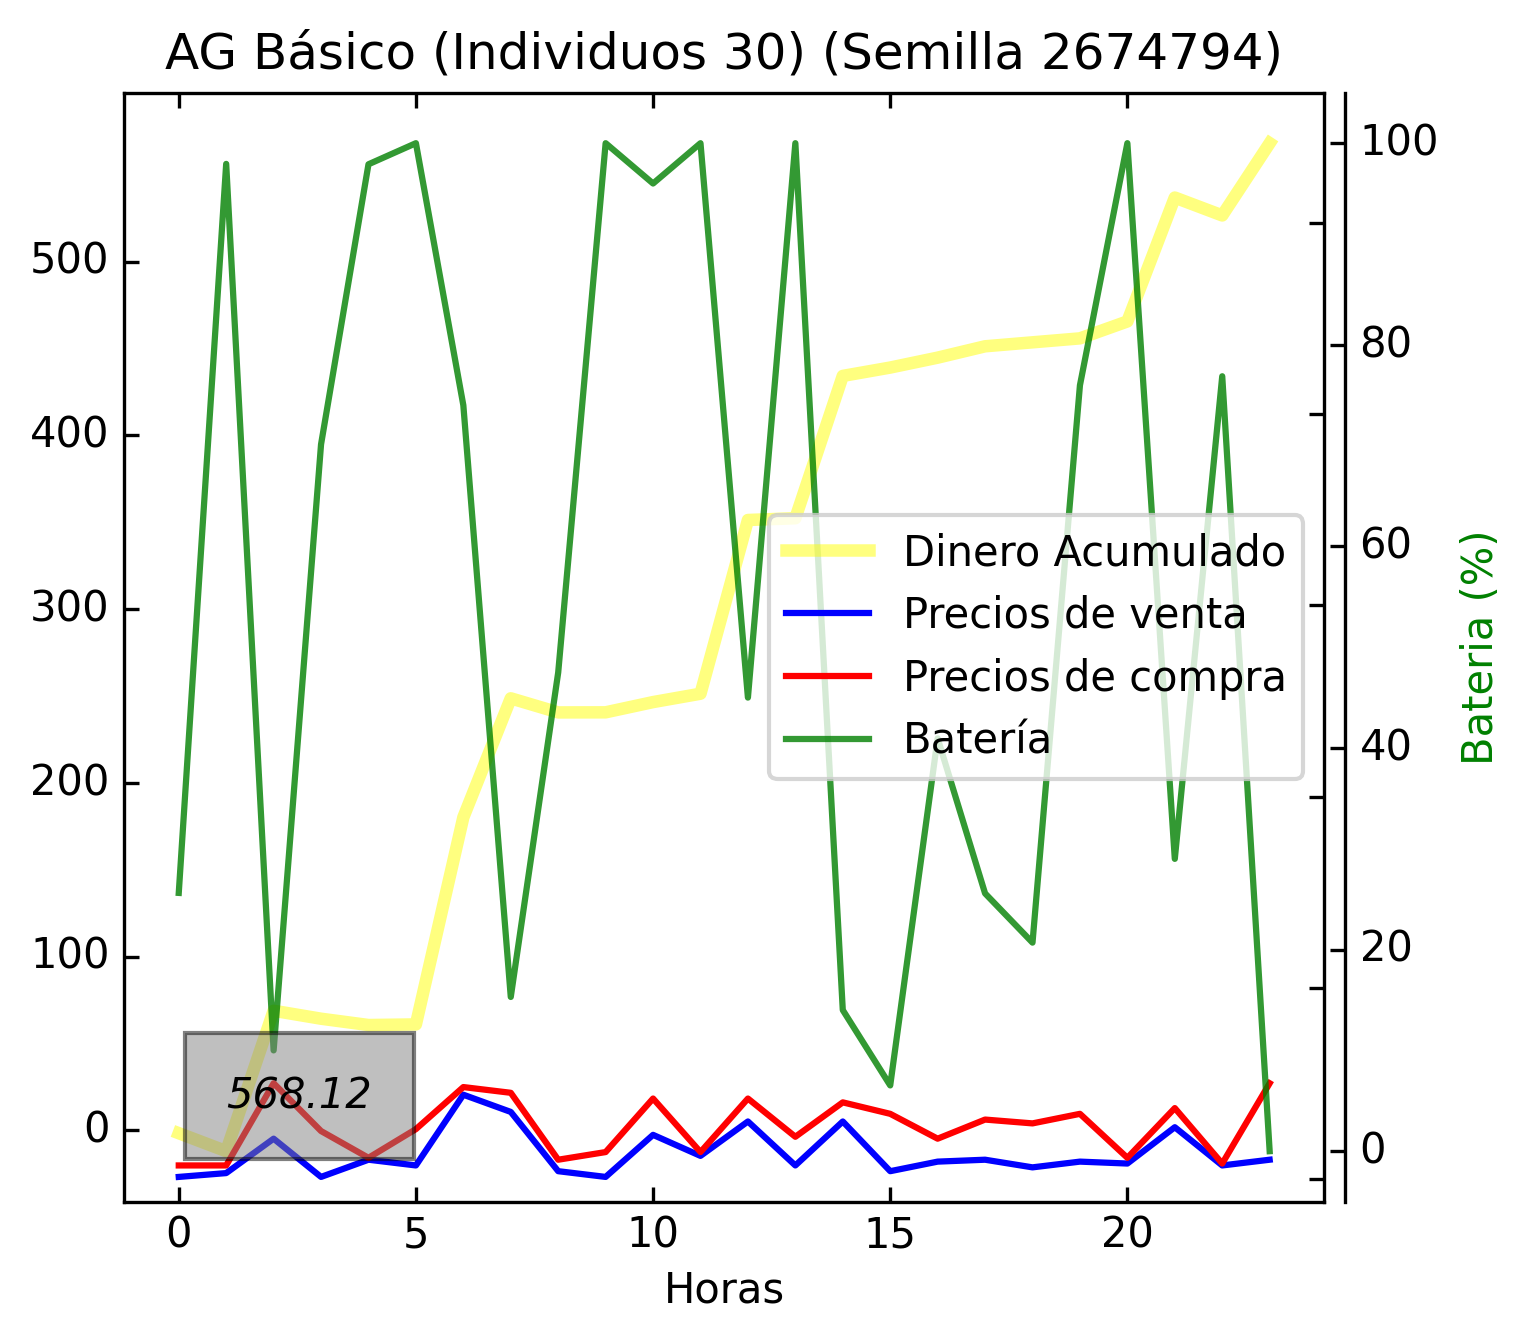 AG Básico (Individuos 30) (Semilla 2674794)
500
400
300
200
100
0
100
80
60
40
20
0
Bateria (%)
Dinero Acumulado
Precios de venta
Precios de compra
Batería
568.12
0 5 10 15 20
Horas